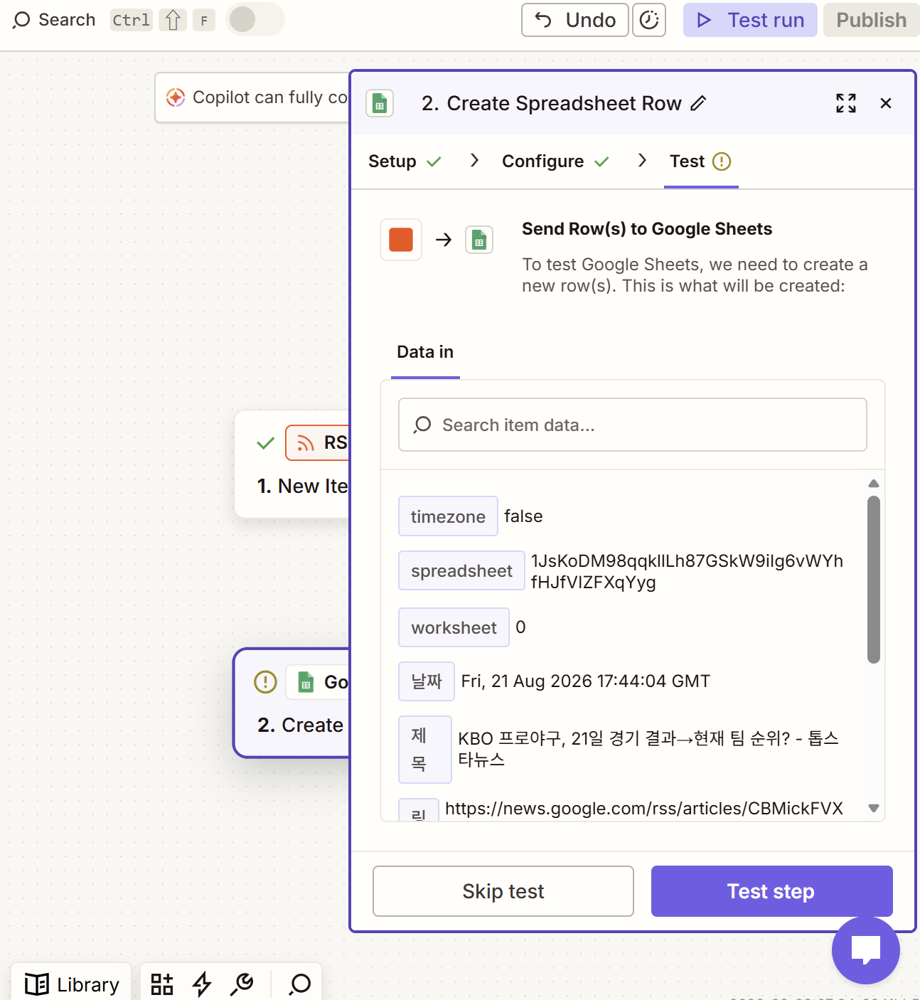 Search Ctrl ⇧ F
Undo
Test run
Publish
Copilot can fully co
2. Create Spreadsheet Row
Setup
Configure
Test
Send Row(s) to Google Sheets
To test Google Sheets, we need to create a
new row(s). This is what will be created:
Data in
Search item data...
RS
1. New Ite
Go
2. Create
timezone false
spreadsheet
worksheet 0
날짜 Fri, 21 Aug 2026 17:44:04 GMT
제
목
KBO 프로야구, 21일 경기 결과→현재 팀 순위? - 톱스
타뉴스
링 https://news.google.com/rss/articles/CBMickFVX
Skip test
Test step
Library